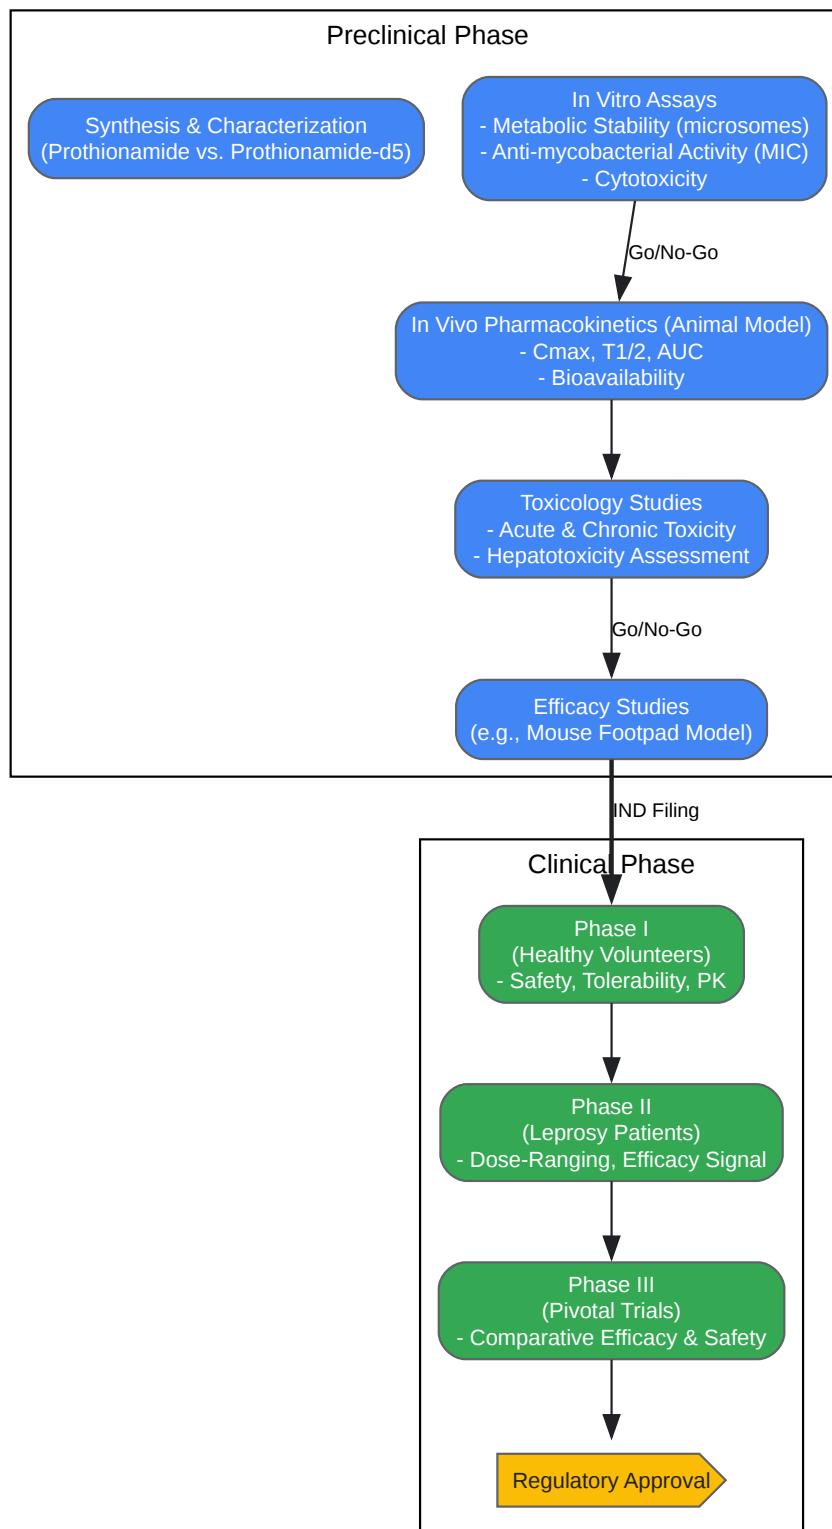 Preclinical Phase
Synthesis & Characterization
(Prothionamide vs. Prothionamide-d5)
In Vitro Assays
- Metabolic Stability (microsomes)
- Anti-mycobacterial Activity (MIC)
- Cytotoxicity
Go/No-Go
In Vivo Pharmacokinetics (Animal Model)
- Cmax, T1/2, AUC
- Bioavailability
Toxicology Studies
- Acute & Chronic Toxicity
- Hepatotoxicity Assessment
Go/No-Go
Efficacy Studies
(e.g., Mouse Footpad Model)
IND Filing
Clinical Phase
Phase I
(Healthy Volunteers)
- Safety, Tolerability, PK
Phase II
(Leprosy Patients)
- Dose-Ranging, Efficacy Signal
Phase III
(Pivotal Trials)
- Comparative Efficacy & Safety
Regulatory Approval